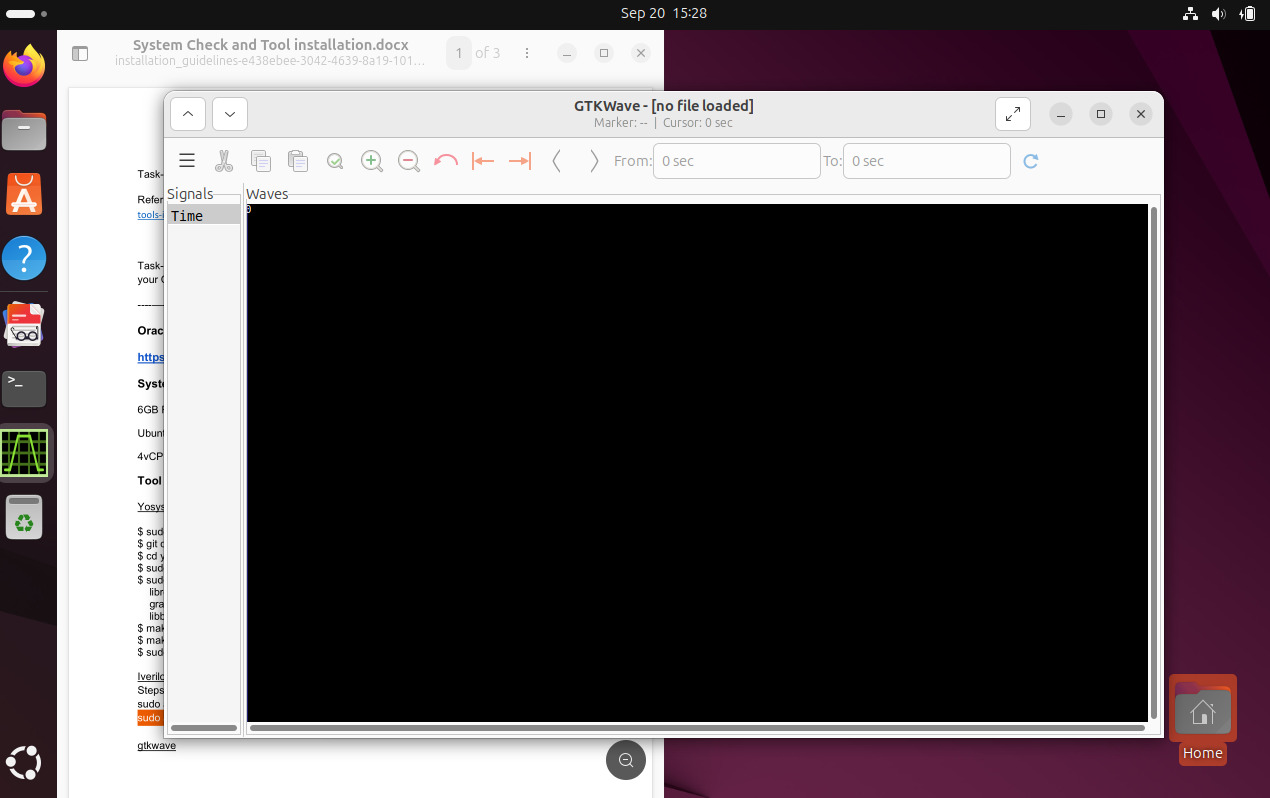 Sep 20 15:28
System Check and Tool installation.docx
installation_guidelines-e438ebee-3042-4639-8a19-101...
1 of 3
GTKWave - [no file loaded]
Marker: -- | Cursor: 0 sec
From: 0 sec To: 0 sec
Signals
Waves
Time
0
Task-
Refer
tools-i
Task-
your
----------
Orac
https
Syste
6GB
Ubunt
4vCP
Tool
Yosys
$ sud
$ git
$ cd y
$ sud
$ sud
libre
gra
libb
$ mak
$ mak
$ sud
Iveril
Steps
sudo
sudo
gtkwave
Home